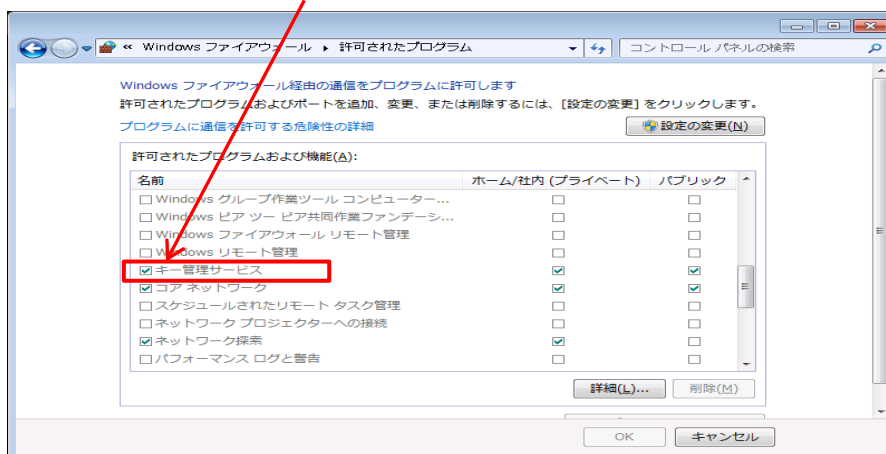 « Windows ファイアウォール ▸ 許可されたプログラム
コントロール パネルの検索
Windows ファイアウォール経由の通信をプログラムに許可します
許可されたプログラムおよびポートを追加、変更、または削除するには、[設定の変更] をクリックします。
プログラムに通信を許可する危険性の詳細
設定の変更(N)
許可されたプログラムおよび機能(A):
名前 ホーム/社内 (プライベート) パブリック
Windows グループ作業ツール コンピューター...
Windows ピア ツー ピア共同作業ファンデーシ...
Windows ファイアウォール リモート管理
Windows リモート管理
キー管理サービス
コア ネットワーク
スケジュールされたリモート タスク管理
ネットワーク プロジェクターへの接続
ネットワーク探索
パフォーマンス ログと警告
詳細(L)... 削除(M)
OK キャンセル